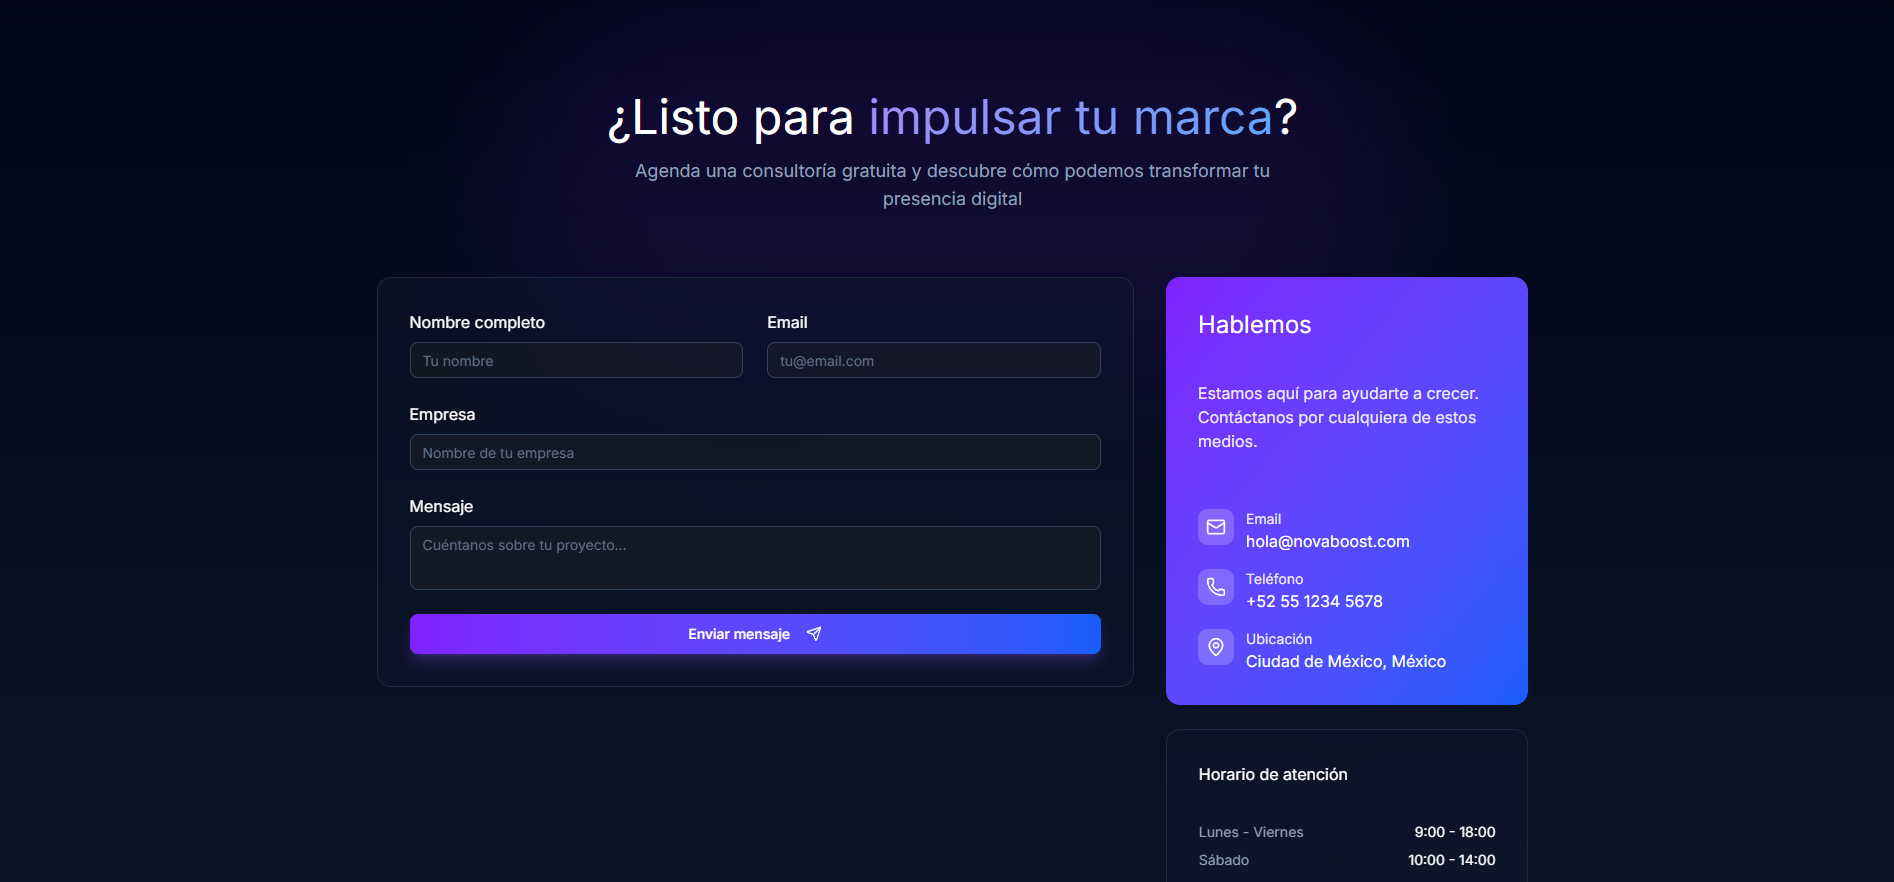 ¿Listo para impulsar tu marca?
Agenda una consultoría gratuita y descubre cómo podemos transformar tu
presencia digital
Nombre completo
Tu nombre
Email
tu@email.com
Empresa
Nombre de tu empresa
Mensaje
Cuéntanos sobre tu proyecto...
Enviar mensaje
Hablemos
Estamos aquí para ayudarte a crecer.
Contáctanos por cualquiera de estos
medios.
Email
hola@novaboost.com
Teléfono
+52 55 1234 5678
Ubicación
Ciudad de México, México
Horario de atención
Lunes - Viernes 9:00 - 18:00
Sábado 10:00 - 14:00